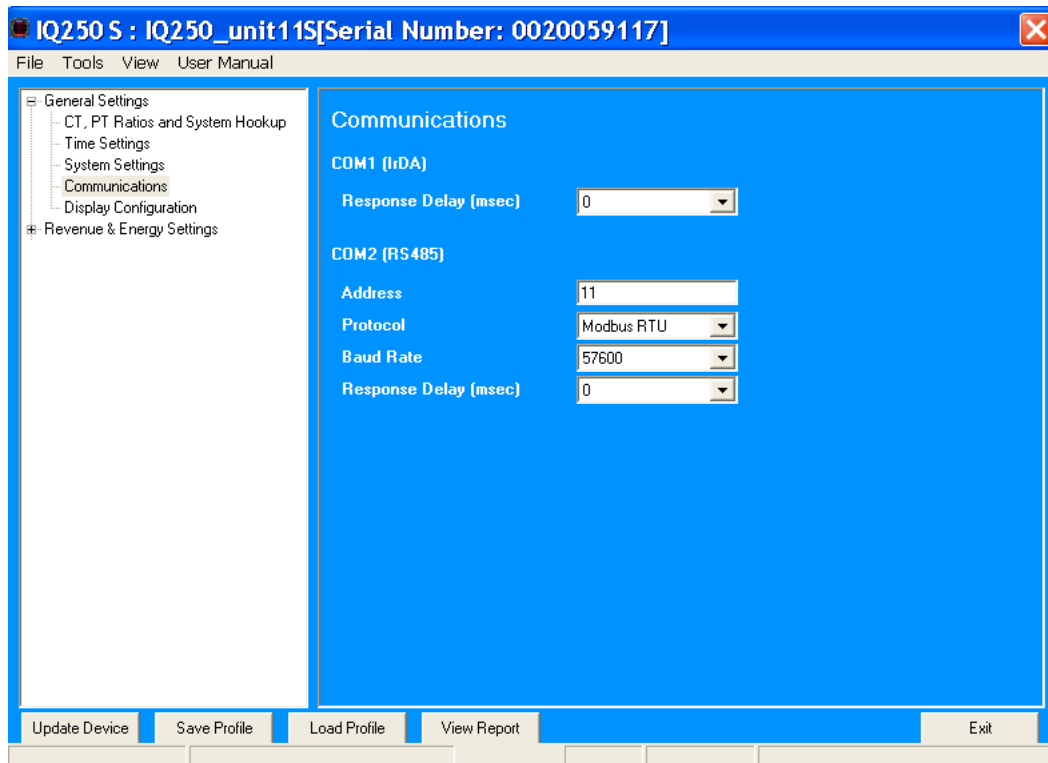 IQ250 S : IQ250_unit11S[Serial Number: 0020059117]
File Tools View User Manual
General Settings
CT, PT Ratios and System Hookup
Time Settings
System Settings
Communications
Display Configuration
Revenue & Energy Settings
Communications
COM1 (IrDA)
Response Delay (msec) 0
COM2 (RS485)
Address 11
Protocol Modbus RTU
Baud Rate 57600
Response Delay (msec) 0
Update Device Save Profile Load Profile View Report Exit